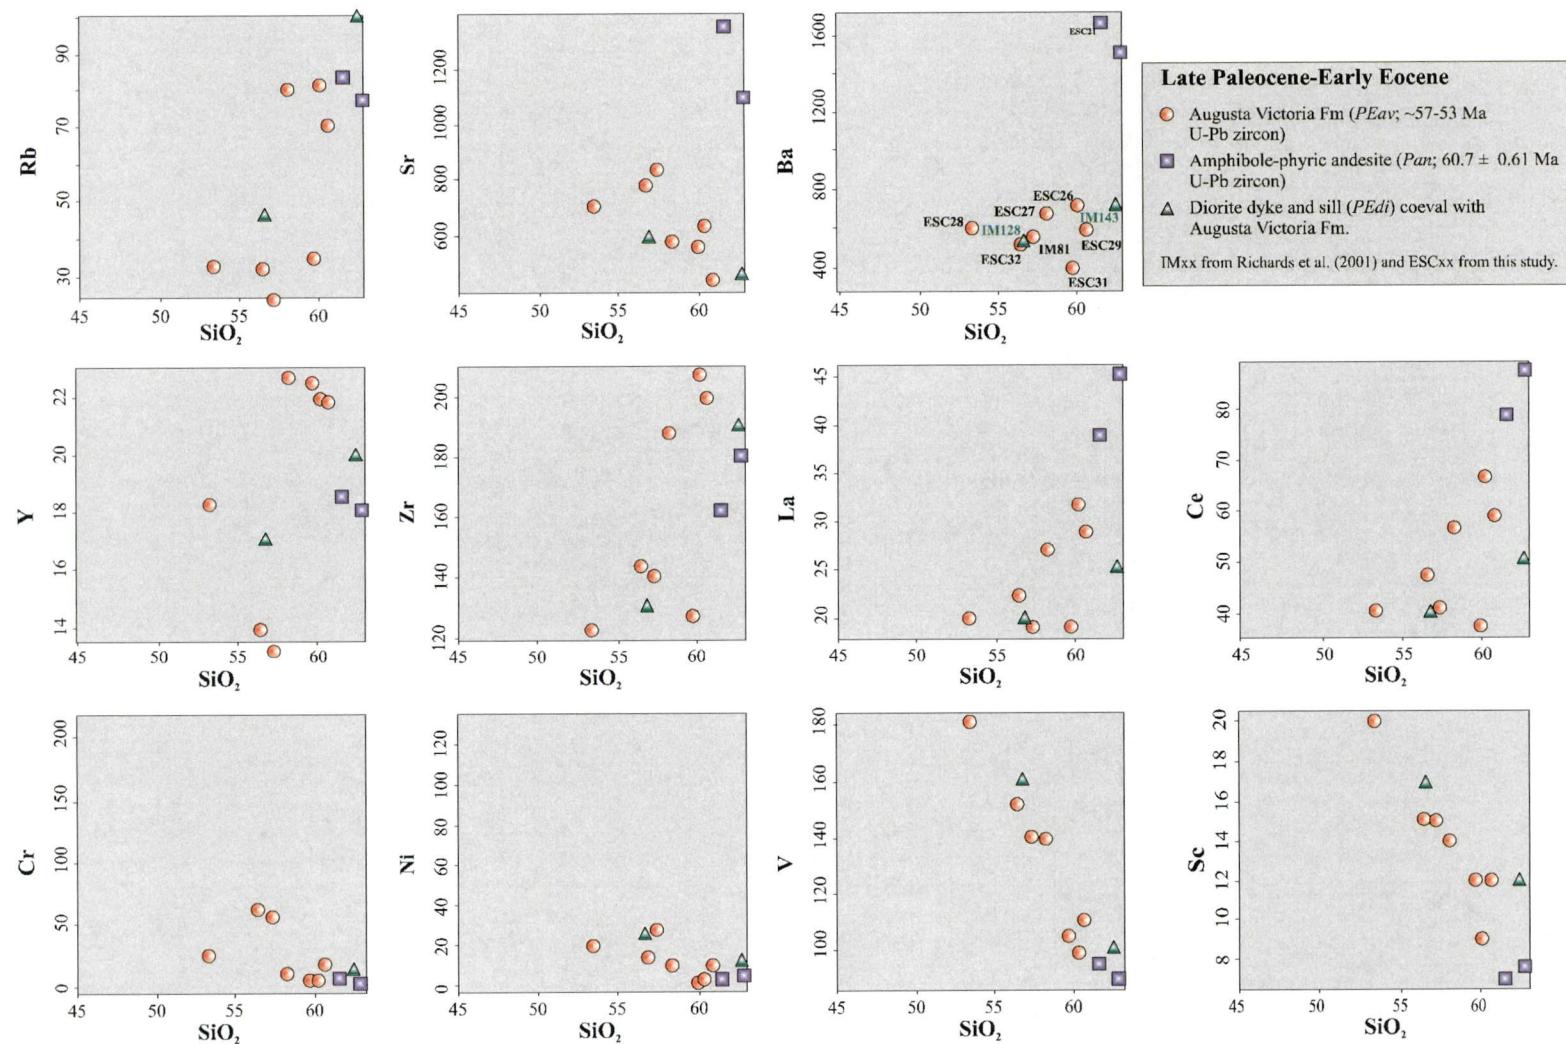 Rb
90
70
50
30
45
50
55
60
SiO2
Sr
1200
1000
800
600
45
50
55
60
SiO2
Ba
1600
1200
800
400
ESC21
ESC26
ESC27
ESC28
IM128
IM143
IM81
ESC29
ESC32
ESC31
45
50
55
60
SiO2
Late Paleocene-Early Eocene
Augusta Victoria Fm (PEav; ~57-53 Ma
U-Pb zircon)
Amphibole-phyric andesite (Pan; 60.7 ± 0.61 Ma
U-Pb zircon)
Diorite dyke and sill (PEdi) coeval with
Augusta Victoria Fm.
IMxx from Richards et al. (2001) and ESCxx from this study.
Y
22
20
18
16
14
45
50
55
60
SiO2
Zr
200
180
160
140
120
45
50
55
60
SiO2
La
45
40
35
30
25
20
45
50
55
60
SiO2
Ce
80
70
60
50
40
45
50
55
60
SiO2
Cr
200
150
100
50
0
45
50
55
60
SiO2
Ni
120
100
80
60
40
20
0
45
50
55
60
SiO2
V
180
160
140
120
100
45
50
55
60
SiO2
Sc
20
18
16
14
12
10
8
45
50
55
60
SiO2